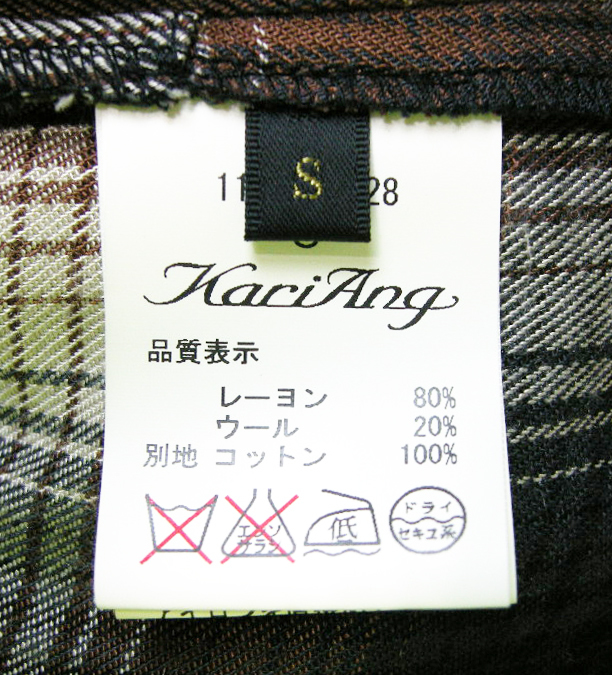 S
11 28
KariAng
品質表示
レーヨン 80%
ウール 20%
別地 コットン 100%
エンソ サラシ
低
ドライ
セキユ系